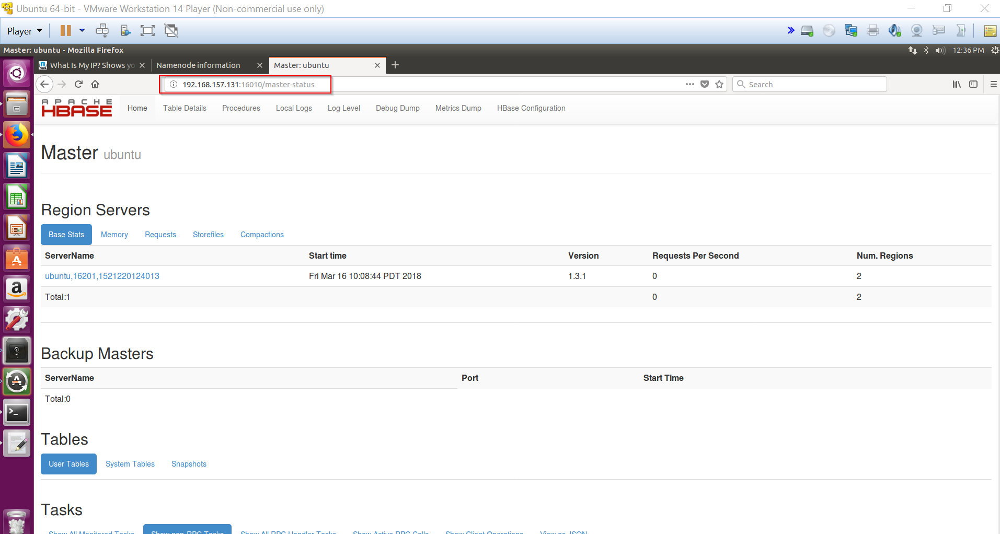 Ubuntu 64-bit - VMware Workstation 14 Player (Non-commercial use only)
Player
Master: ubuntu - Mozilla Firefox
12:36 PM
What Is My IP? Shows yo
Namenode information
Master: ubuntu
192.168.157.131:16010/master-status
Search
APACHE
HBASE
Home
Table Details
Procedures
Local Logs
Log Level
Debug Dump
Metrics Dump
HBase Configuration
Master ubuntu
Region Servers
Base Stats
Memory
Requests
Storefiles
Compactions
ServerName Start time Version Requests Per Second Num. Regions
ubuntu,16201,1521220124013 Fri Mar 16 10:08:44 PDT 2018 1.3.1 0 2
Total:1 0 2
Backup Masters
ServerName Port Start Time
Total:0
Tables
User Tables
System Tables
Snapshots
Tasks
Show All Monitored Tasks
Show non-RPC Tasks
Show All RPC Handler Tasks
Show Active RPC Calls
Show Client Operations
View as JSON